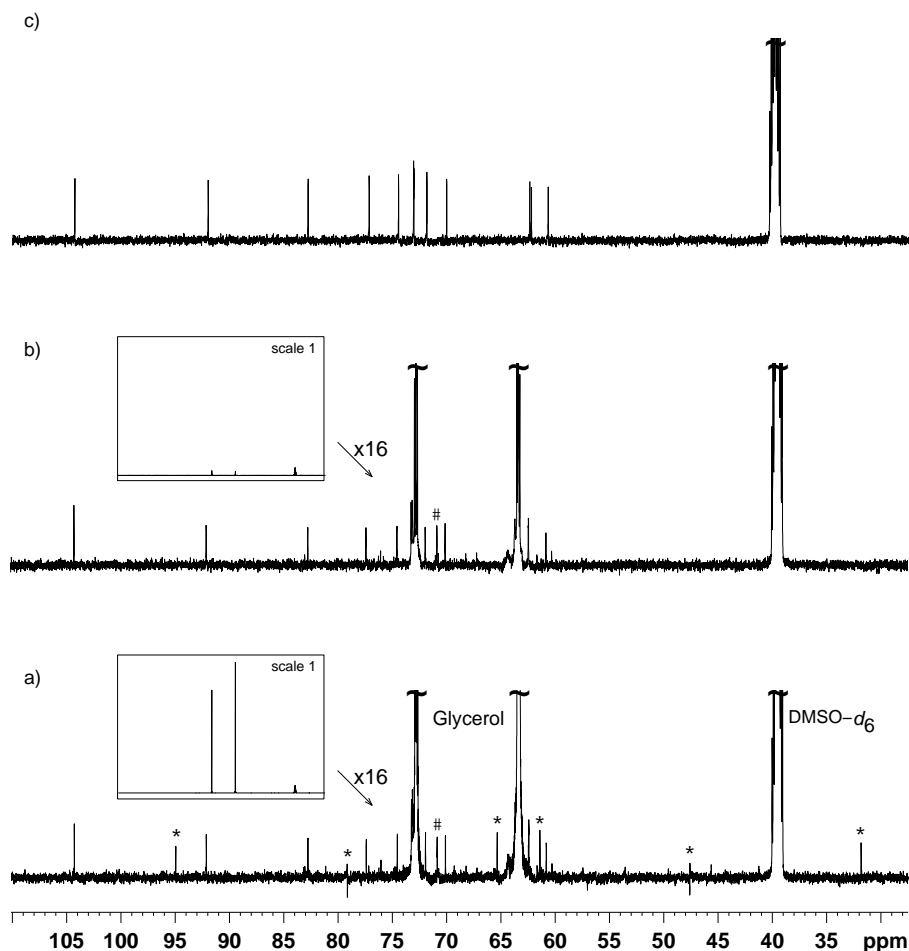 c)
b)
scale 1
x16
#
a)
scale 1
x16
Glycerol
DMSO–d6
* * # * * * *
105 100 95 90 85 80 75 70 65 60 55 50 45 40 35 ppm